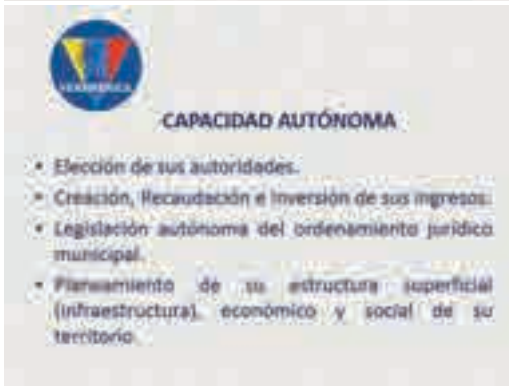 CAPACIDAD AUTÓNOMA
• Elección de sus autoridades.
• Creación, Recaudación e Inversión de sus ingresos.
• Legislación autónoma del ordenamiento jurídico
municipal.
• Planeamiento de su estructura superficial
(infraestructura), económico y social de su
territorio